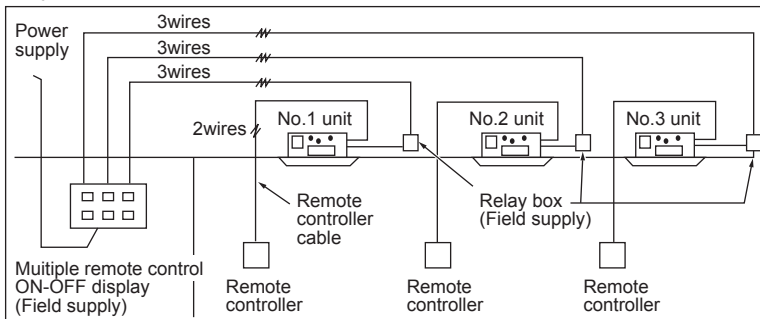 Power
supply
3wires
3wires
3wires
2wires
No.1 unit
No.2 unit
No.3 unit
Remote
controller
cable
Relay box
(Field supply)
Muitiple remote control
ON-OFF display
(Field supply)
Remote
controller
Remote
controller
Remote
controller